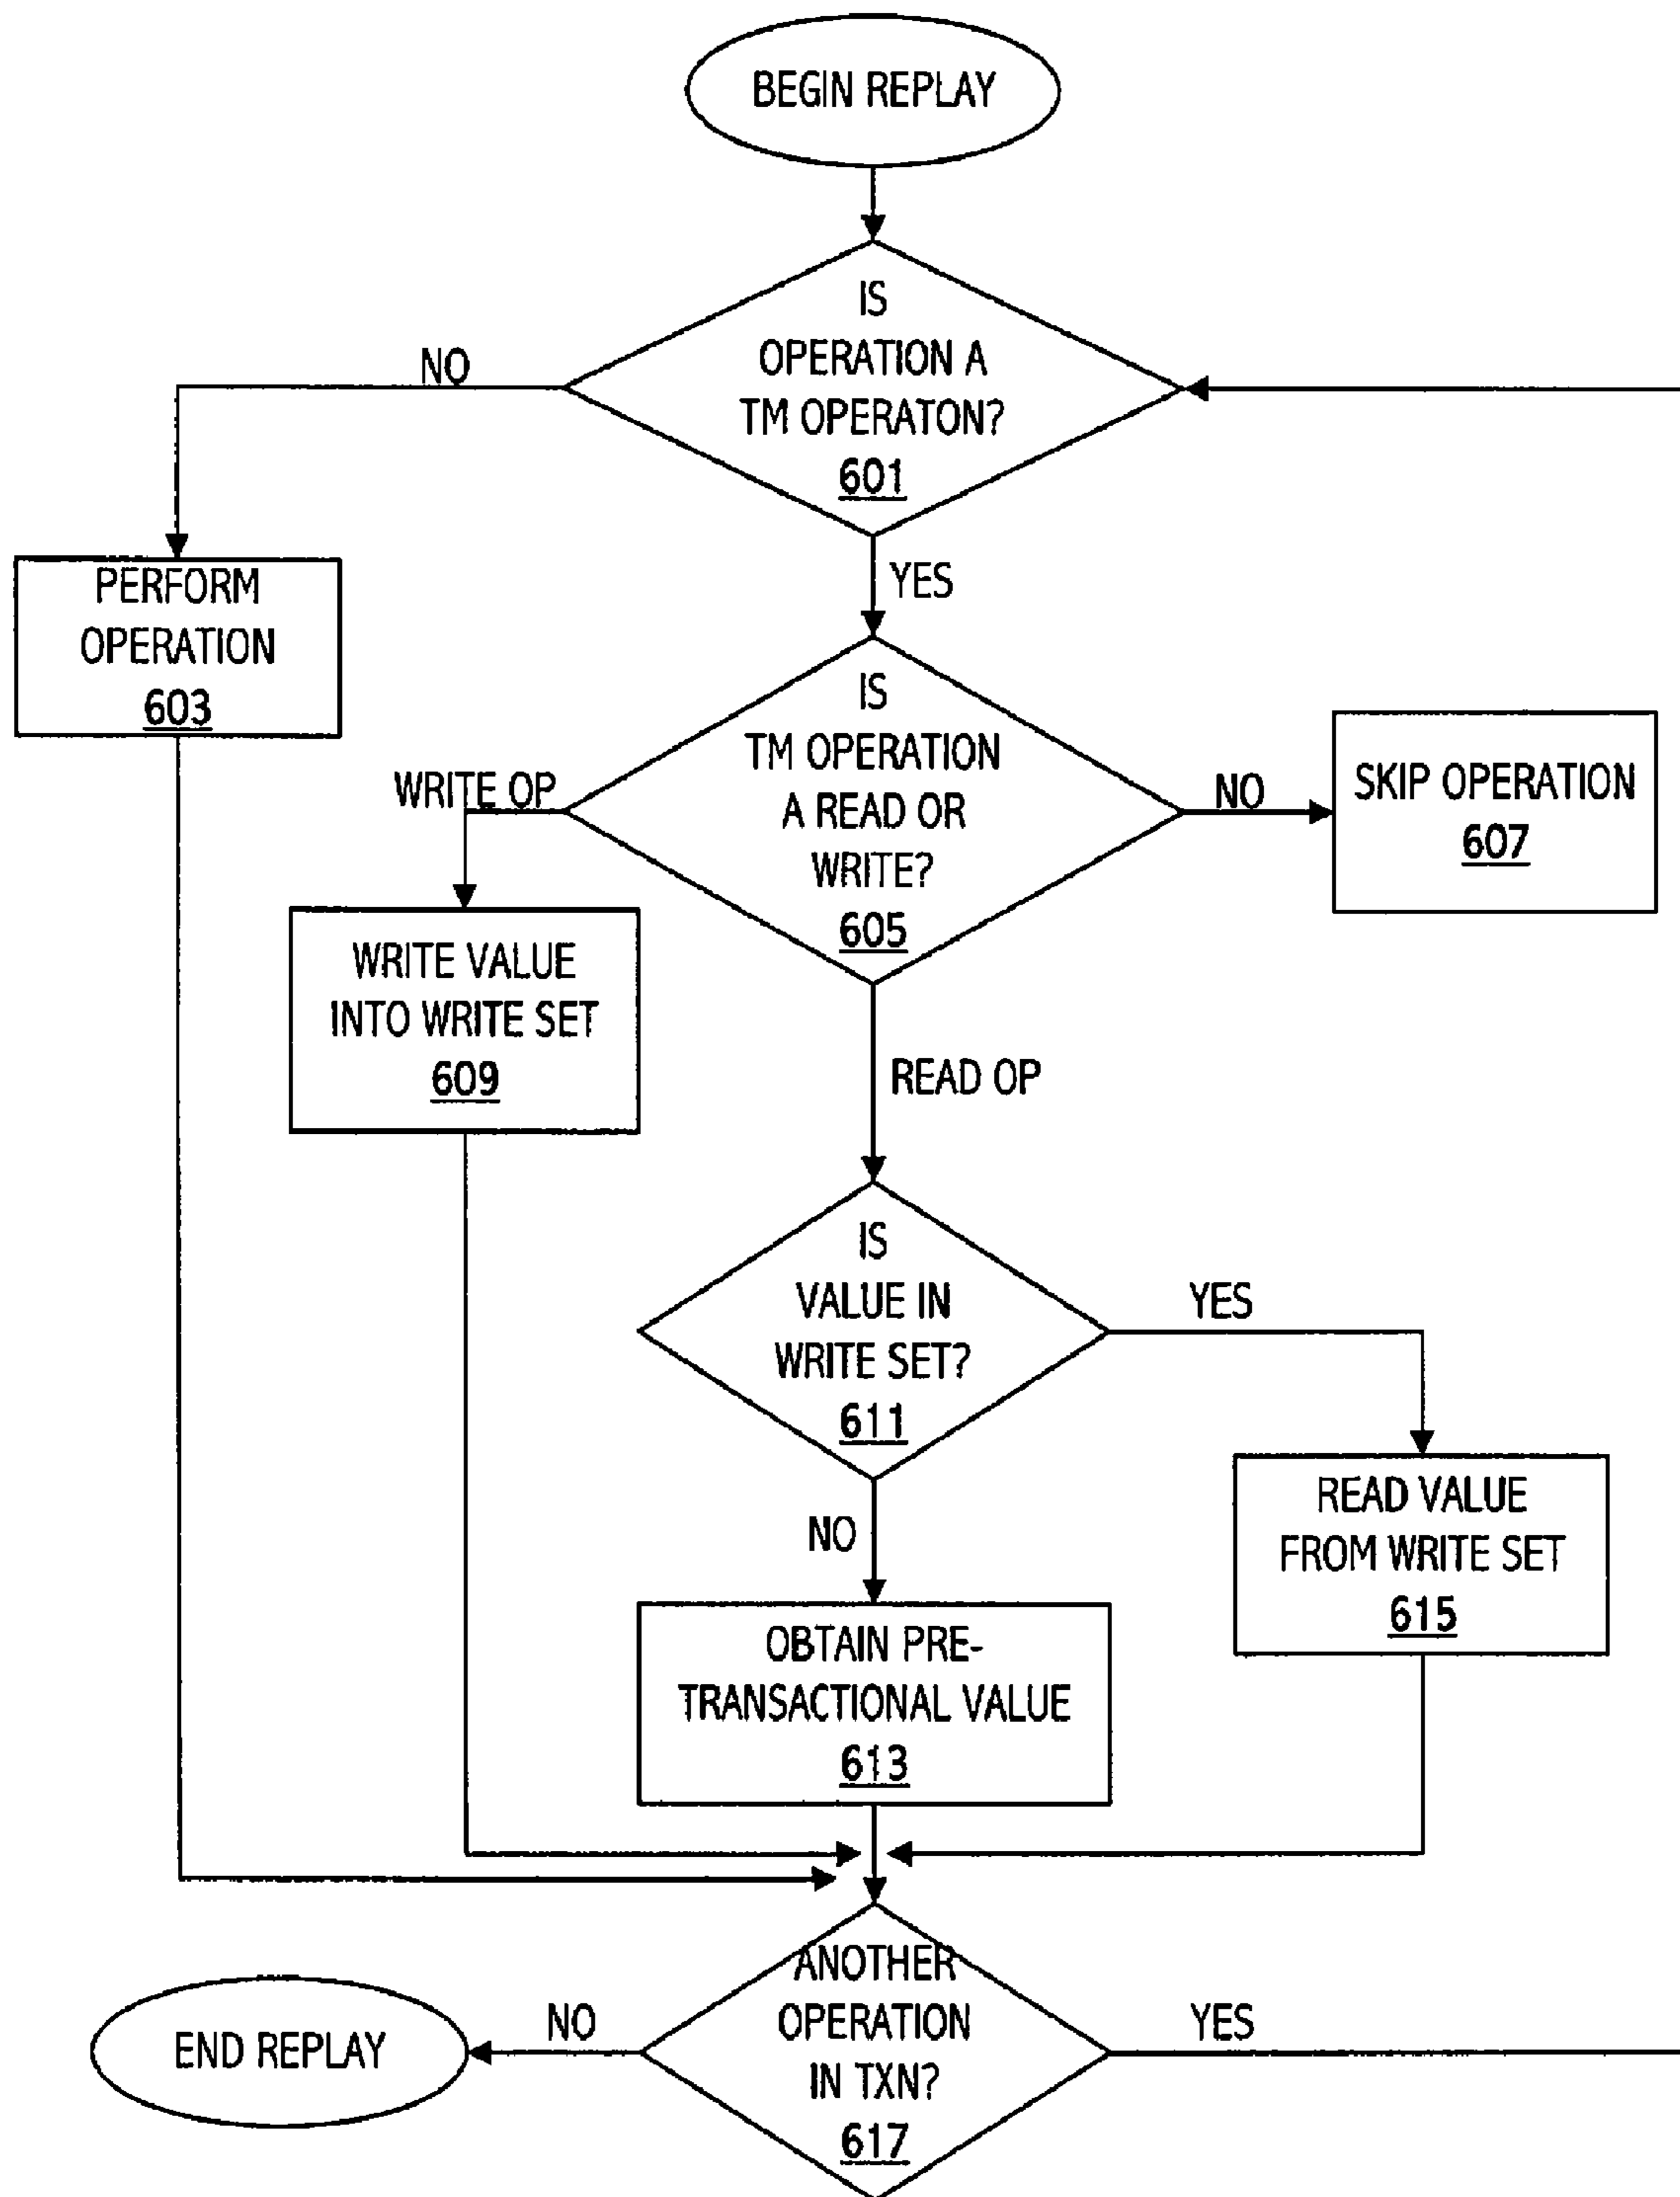 BEGIN REPLAY
IS
OPERATION A
TM OPERATON?
601
NO
YES
PERFORM
OPERATION
603
IS
TM OPERATION
A READ OR
WRITE?
605
WRITE OP
NO
SKIP OPERATION
607
WRITE VALUE
INTO WRITE SET
609
READ OP
IS
VALUE IN
WRITE SET?
611
YES
NO
READ VALUE
FROM WRITE SET
615
OBTAIN PRE-
TRANSACTIONAL VALUE
613
ANOTHER
OPERATION
IN TXN?
617
NO
YES
END REPLAY